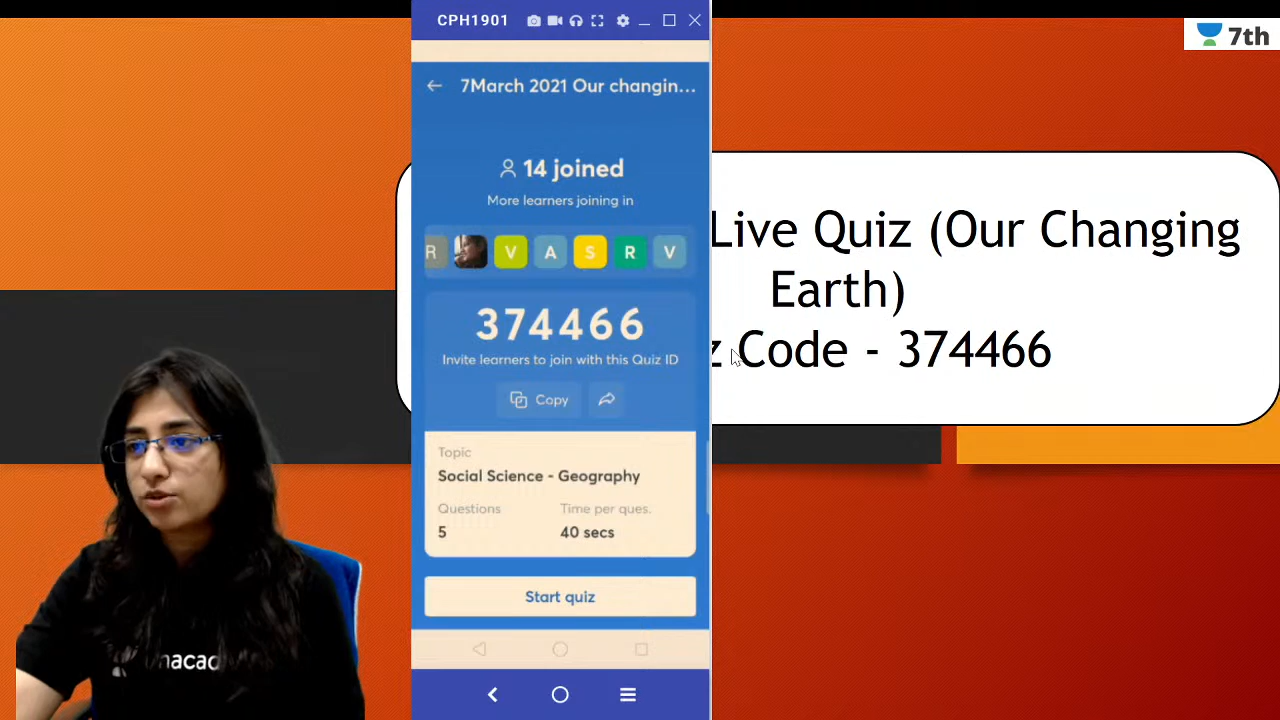 CPH1901
7th
7March 2021 Our changin...
14 joined
More learners joining in
R V A S R V
Live Quiz (Our Changing
Earth)
374466
z Code - 374466
Invite learners to join with this Quiz ID
Copy
Topic
Social Science - Geography
Questions Time per ques.
5 40 secs
Start quiz
nacad